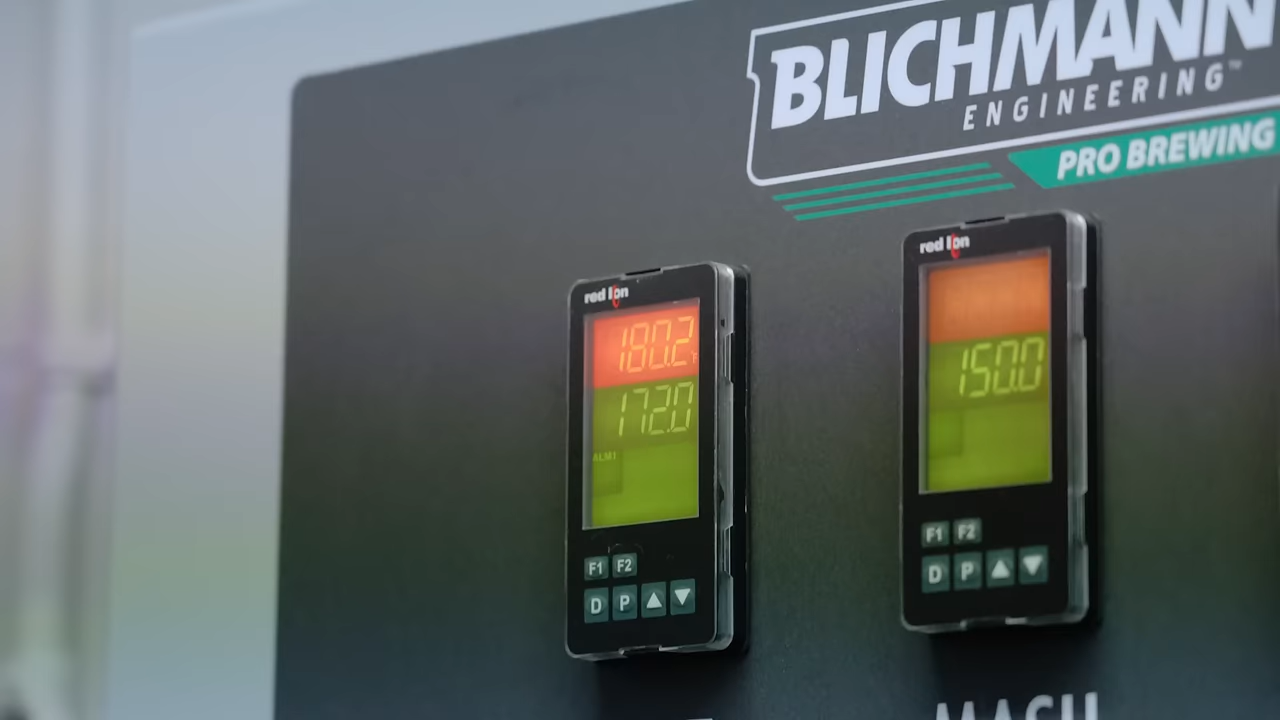 BLICHMANN
ENGINEERING™
PRO BREWING
red lion
180.2 °F
172.0
ALM1
F1 F2
D P
red lion
150.0
F1 F2
D P
MASH